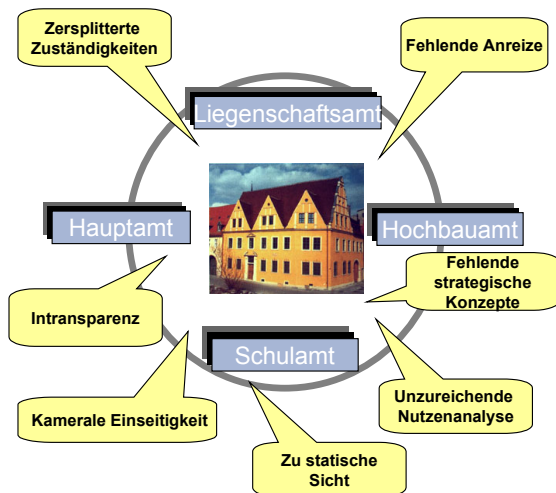 Zersplitterte
Zuständigkeiten
Fehlende Anreize
Liegenschaftsamt
Hauptamt
Hochbauamt
Fehlende
strategische
Konzepte
Intransparenz
Schulamt
Kamerale Einseitigkeit
Unzureichende
Nutzenanalyse
Zu statische
Sicht